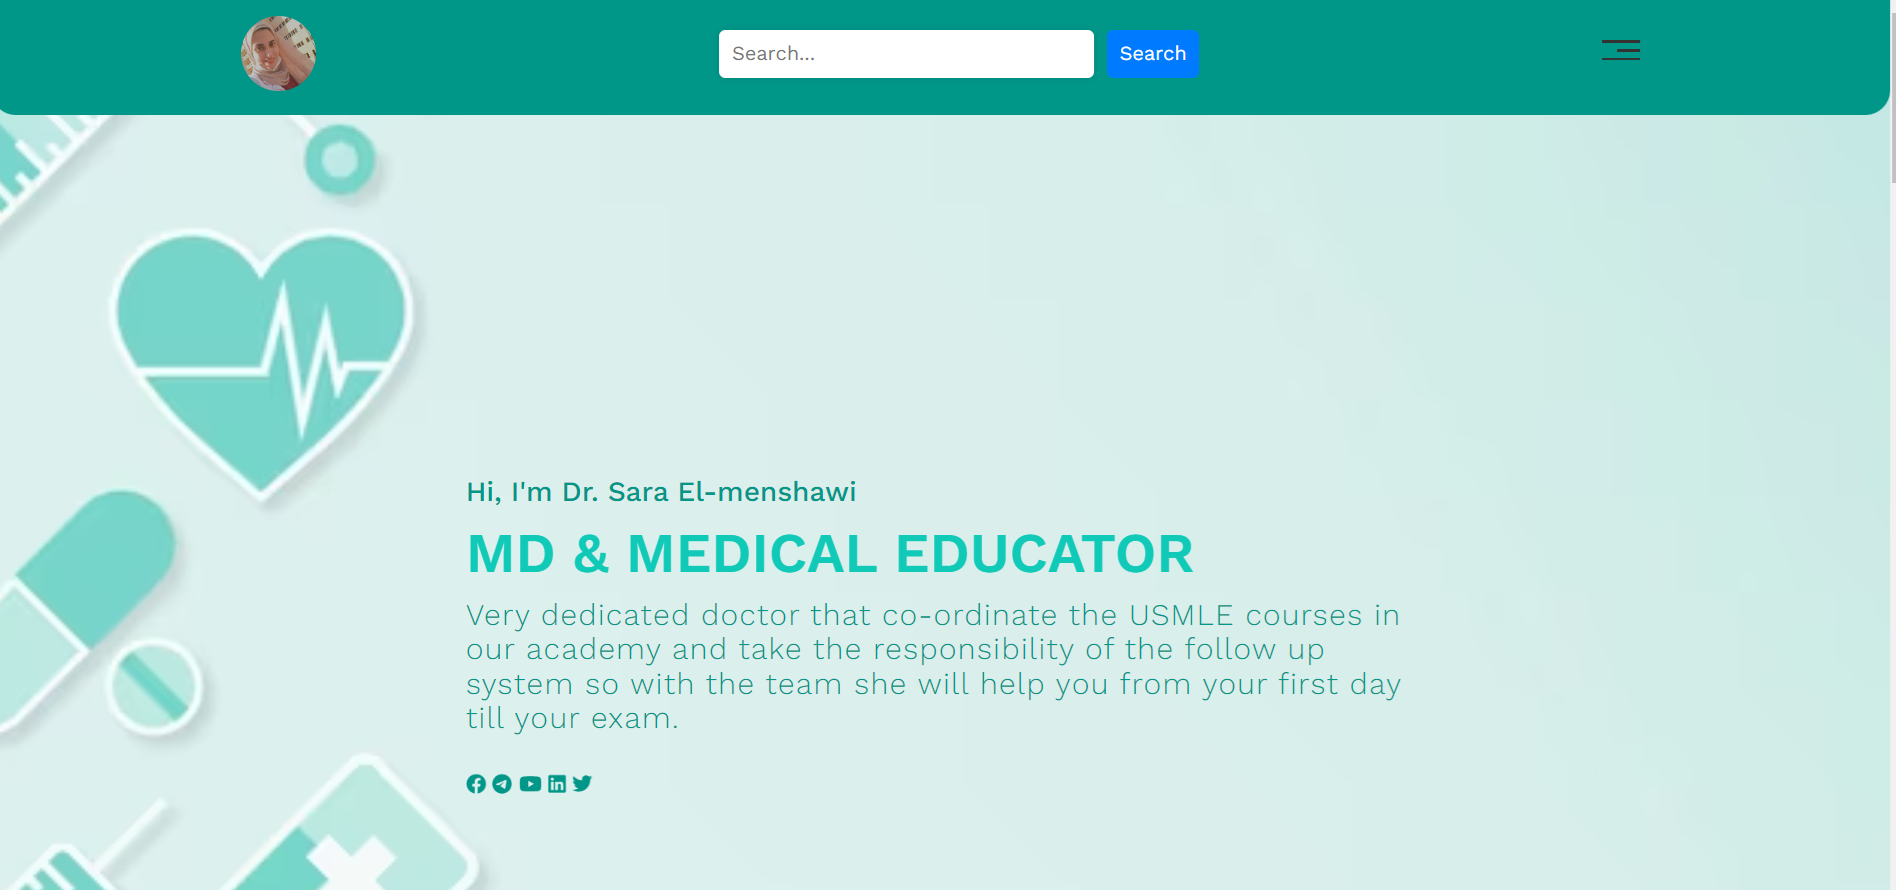 Search...
Search
Hi, I'm Dr. Sara El-menshawi
MD & MEDICAL EDUCATOR
Very dedicated doctor that co-ordinate the USMLE courses in
our academy and take the responsibility of the follow up
system so with the team she will help you from your first day
till your exam.